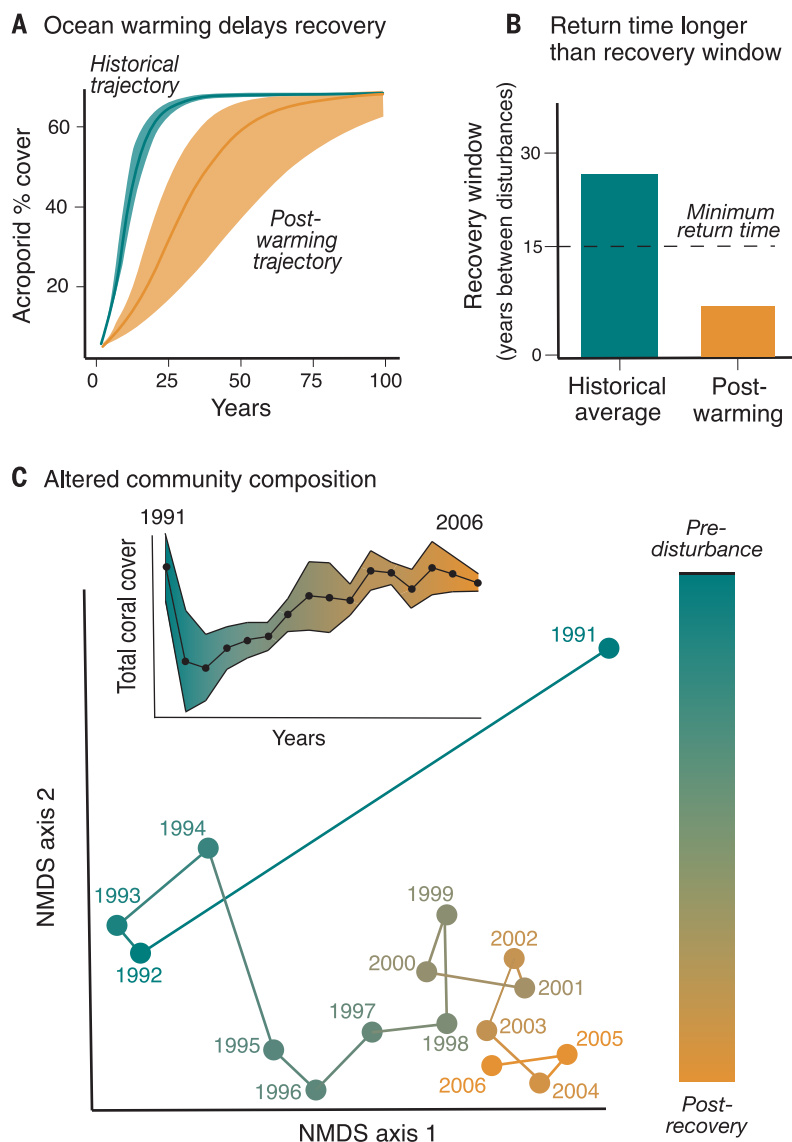 A Ocean warming delays recovery
Historical
trajectory
Acroporid % cover
60
40
20
Post-
warming
trajectory
0
25
50
75
100
Years
B Return time longer
than recovery window
Recovery window
(years between disturbances)
30
15
0
Minimum
return time
Historical
average
Post-
warming
C Altered community composition
1991
2006
Total coral cover
Years
Pre-
disturbance
1991
NMDS axis 2
1994
1993
1992
1999
2002
2000
2001
1997
2003
1998
1995
2005
1996
2006
2004
NMDS axis 1
Post-
recovery